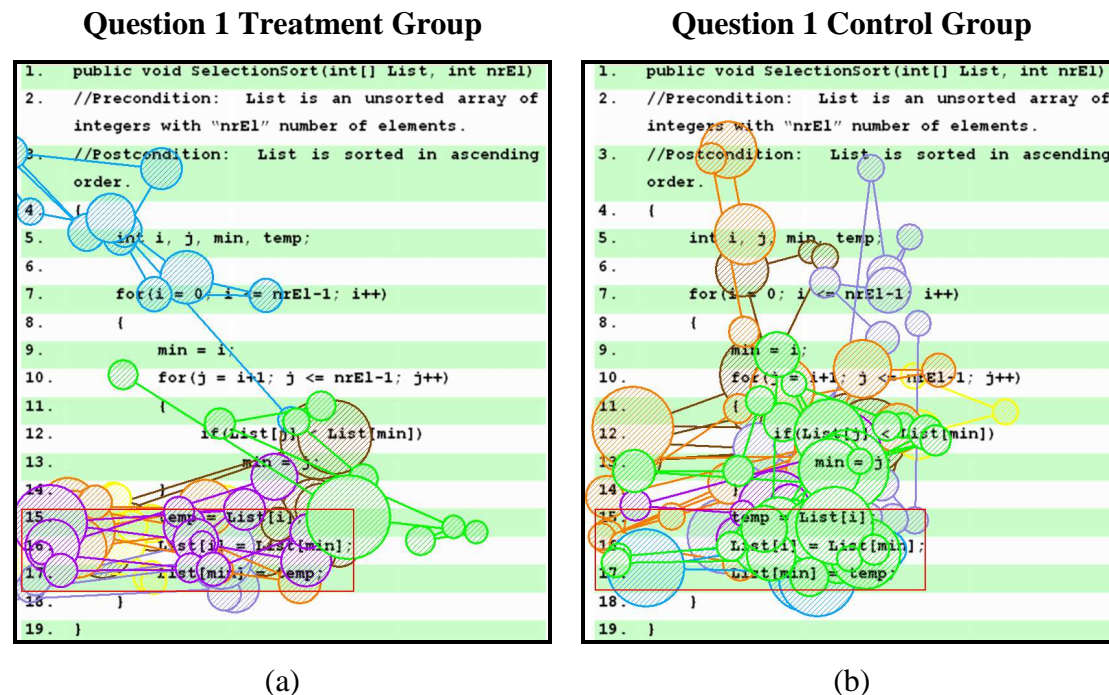 Question 1 Treatment Group
1. public void SelectionSort(int[] List, int nrEl)
2. //Precondition: List is an unsorted array of
integers with “nrEl” number of elements.
3. //Postcondition: List is sorted in ascending
order.
4. {
5. int i, j, min, temp;
6.
7. for(i = 0; i <= nrEl-1; i++)
8. {
9. min = i;
10. for(j = i+1; j <= nrEl-1; j++)
11. {
12. if(List[j] < List[min])
13. min = j;
14. }
15. temp = List[i];
16. List[i] = List[min];
17. List[min] = temp;
18. }
19. }
(a)
Question 1 Control Group
1. public void SelectionSort(int[] List, int nrEl)
2. //Precondition: List is an unsorted array of
integers with “nrEl” number of elements.
3. //Postcondition: List is sorted in ascending
order.
4. {
5. int i, j, min, temp;
6.
7. for(i = 0; i <= nrEl-1; i++)
8. {
9. min = i;
10. for(j = i+1; j <= nrEl-1; j++)
11. {
12. if(List[j] < List[min])
13. min = j;
14. }
15. temp = List[i]
16. List[i] = List[min];
17. List[min] = temp;
18. }
19. }
(b)